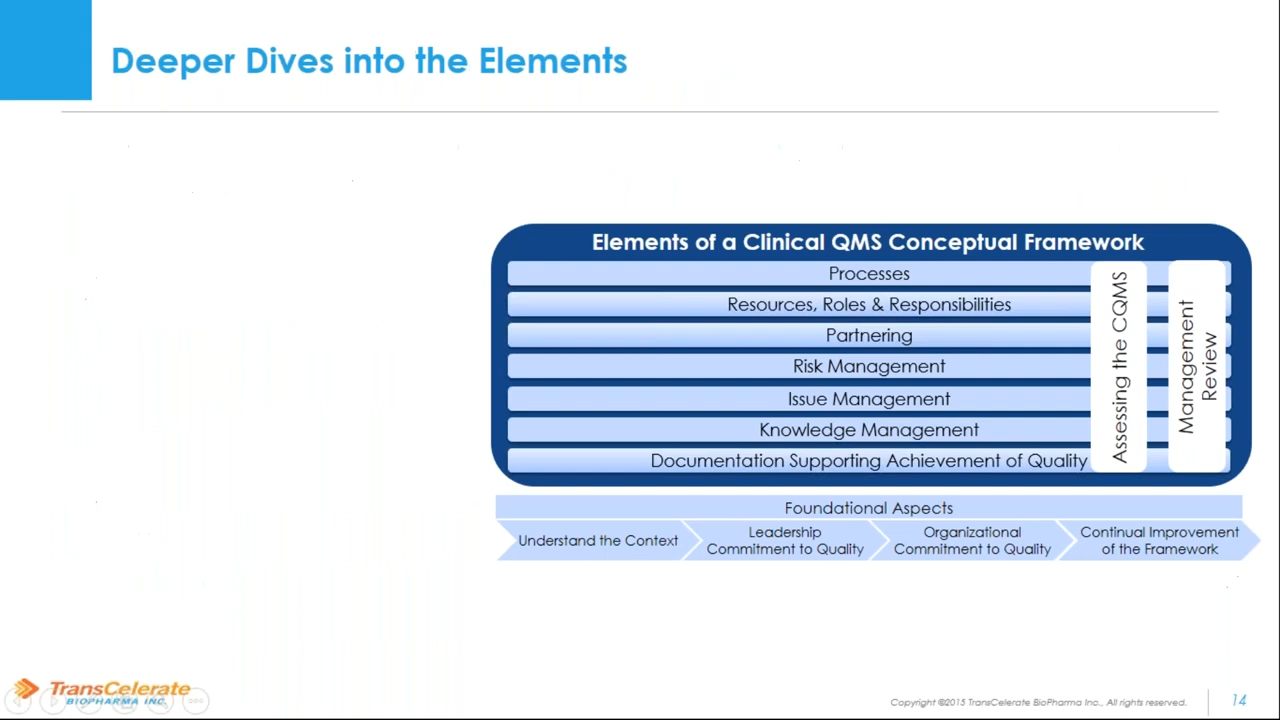 Deeper Dives into the Elements
Elements of a Clinical QMS Conceptual Framework
Processes
Resources, Roles & Responsibilities
Partnering
Risk Management
Issue Management
Knowledge Management
Documentation Supporting Achievement of Quality
Assessing the CQMS
Management
Review
Foundational Aspects
Understand the Context
Leadership
Commitment to Quality
Organizational
Commitment to Quality
Continual Improvement
of the Framework
TransCelerate
BIOPHARMA INC.
Copyright ©2015 TransCelerate BioPharma Inc., All rights reserved.
14